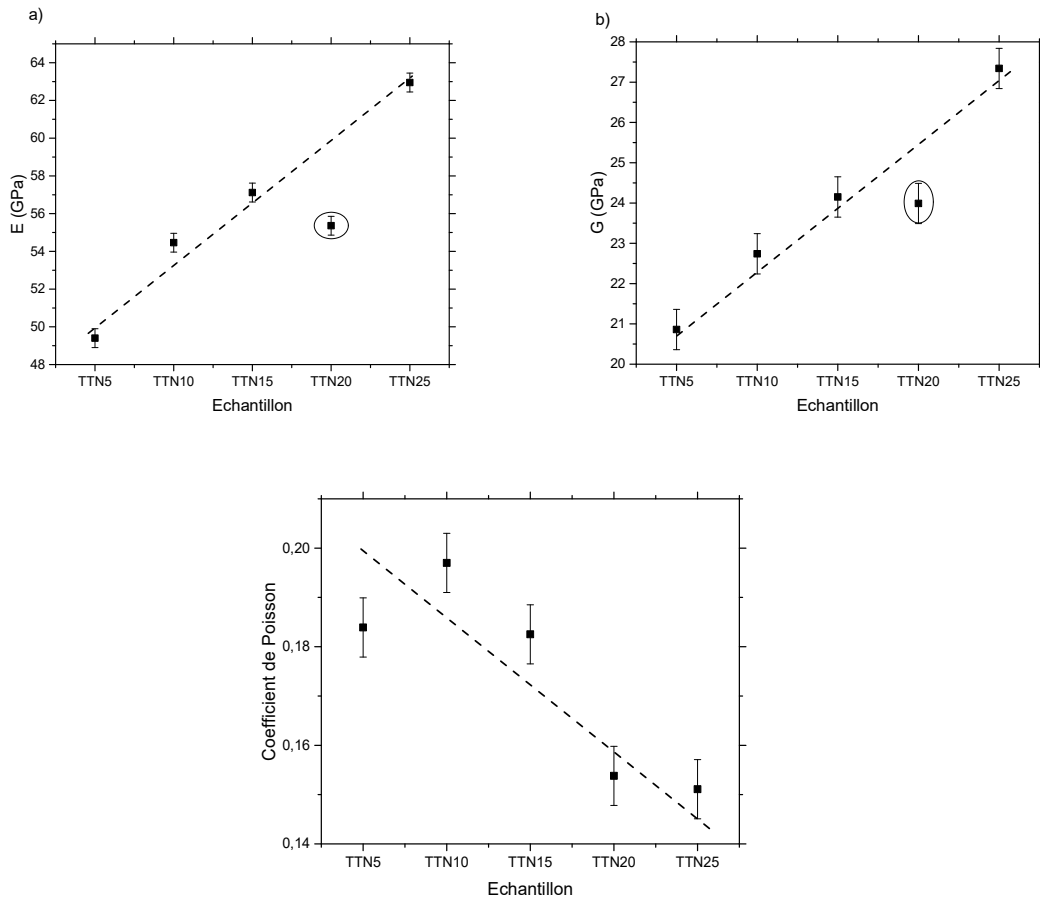 a)
64
62
60
58
56
54
52
50
48
E (GPa)
TTN5 TTN10 TTN15 TTN20 TTN25
Echantillon
b)
28
27
26
25
24
23
22
21
20
G (GPa)
TTN5 TTN10 TTN15 TTN20 TTN25
Echantillon
0,20
0,18
0,16
0,14
Coefficient de Poisson
TTN5 TTN10 TTN15 TTN20 TTN25
Echantillon